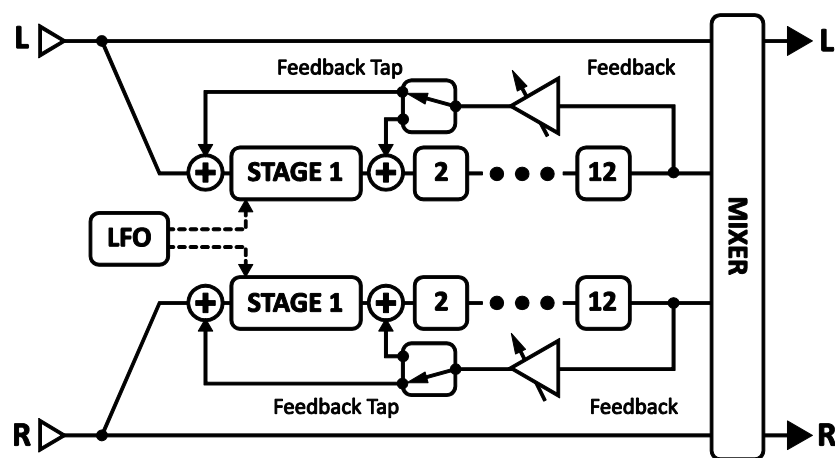 L
L
Feedback Tap
Feedback
+
STAGE 1
+
2
12
LFO
MIXER
+
STAGE 1
+
2
12
Feedback Tap
Feedback
R
R